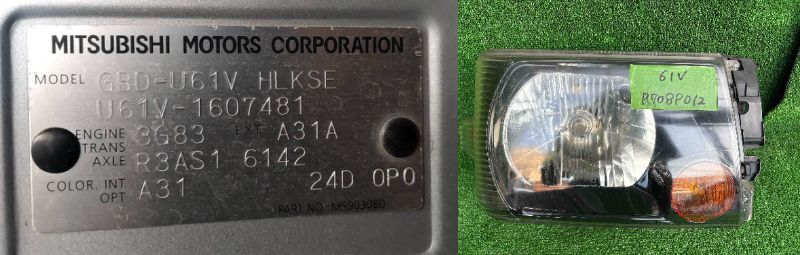 MITSUBISHI MOTORS CORPORATION
MODEL GBD-U61V HLKSE
U61V-1607481
ENGINE 3G83 EXT A31A
TRANS AXLE R3AS1 6142
COLOR. INT OPT A31 24D 0P0
PART NO.:M5903080
61V
R708P012